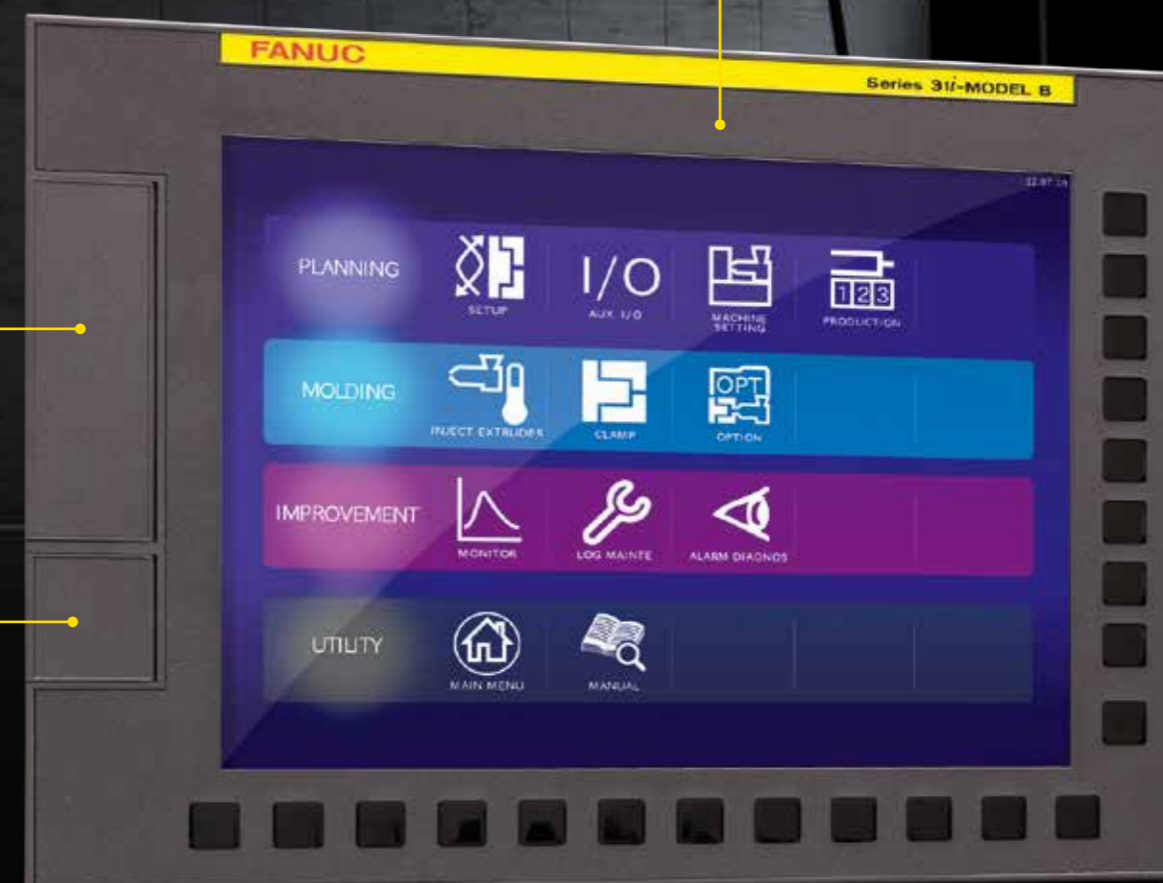 FANUC
Series 31i-MODEL B
PLANNING
SETUP
I/O
AUX I/O
MACHINE
SETTING
123
PRODUCTION
MOLDING
INJECT EXTRUDER
CLAMP
OPT
OPTION
IMPROVEMENT
MONITOR
LOG MAINTE
ALARM DIAGNOS
UTILITY
MAIN MENU
MANUAL